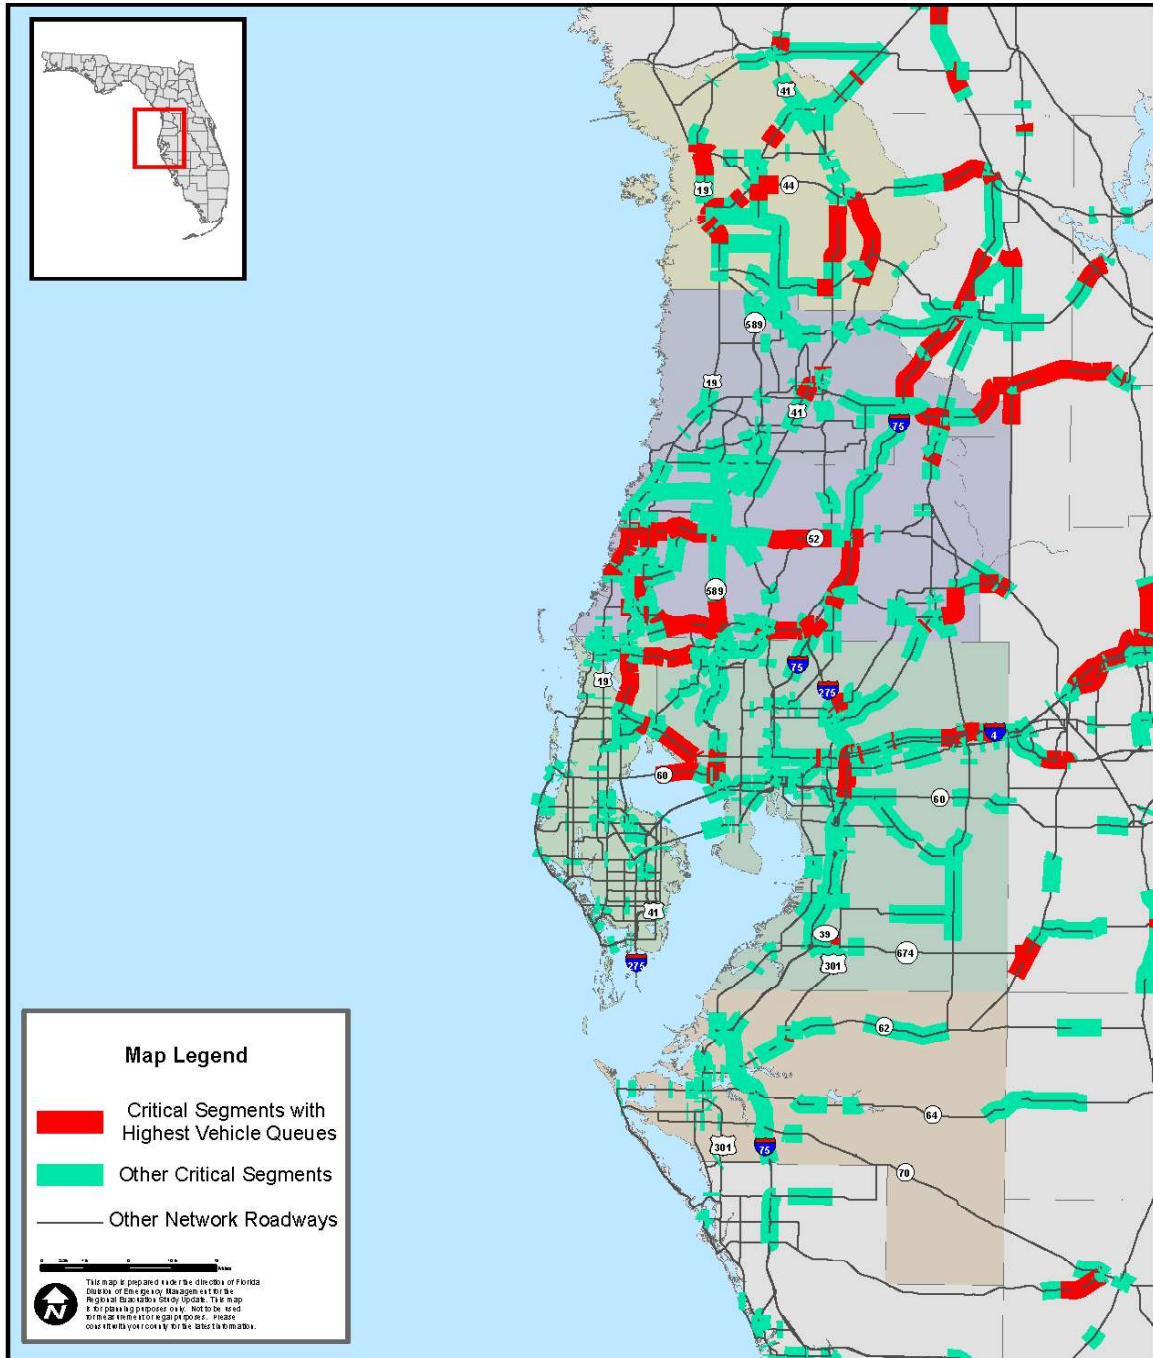 41
19
44
589
19
41
75
52
589
75
19
275
4
60
60
41
39
674
301
275
62
64
301
75
70
Map Legend
Critical Segments with
Highest Vehicle Queues
Other Critical Segments
Other Network Roadways
Miles
This map is prepared under the direction of Florida
Division of Emergency Management for the
Regional Evacuation Study Update. This map
is for planning purposes only. Not to be used
for measurement or legal purposes. Please
consult with your county for the latest information.
N